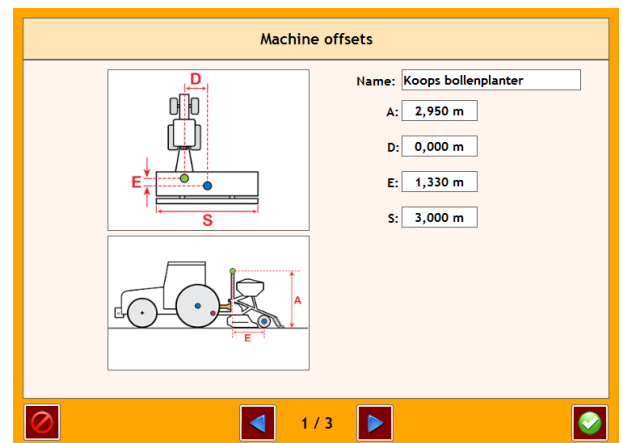 Machine offsets
D
E
S
A
E
Name: Koops bollenplanter
A: 2,950 m
D: 0,000 m
E: 1,330 m
S: 3,000 m
1 / 3